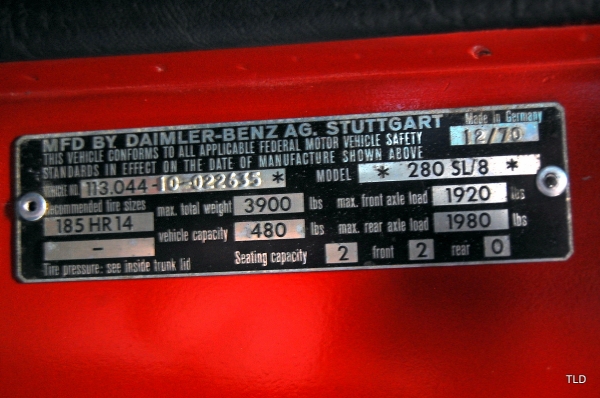 MFD BY DAIMLER-BENZ AG. STUTTGART Made in Germany
THIS VEHICLE CONFORMS TO ALL APPLICABLE FEDERAL MOTOR VEHICLE SAFETY 12/70
STANDARDS IN EFFECT ON THE DATE OF MANUFACTURE SHOWN ABOVE
VEHICLE NO 113.044-10-022635 * MODEL * 280 SL/8 *
Recommended tire sizes max. total weight 3900 lbs max. front axle load 1920 lbs
185 HR 14 vehicle capacity 480 lbs max. rear axle load 1980 lbs
–
Tire pressure: see inside trunk lid Seating capacity 2 front 2 rear 0
TLD